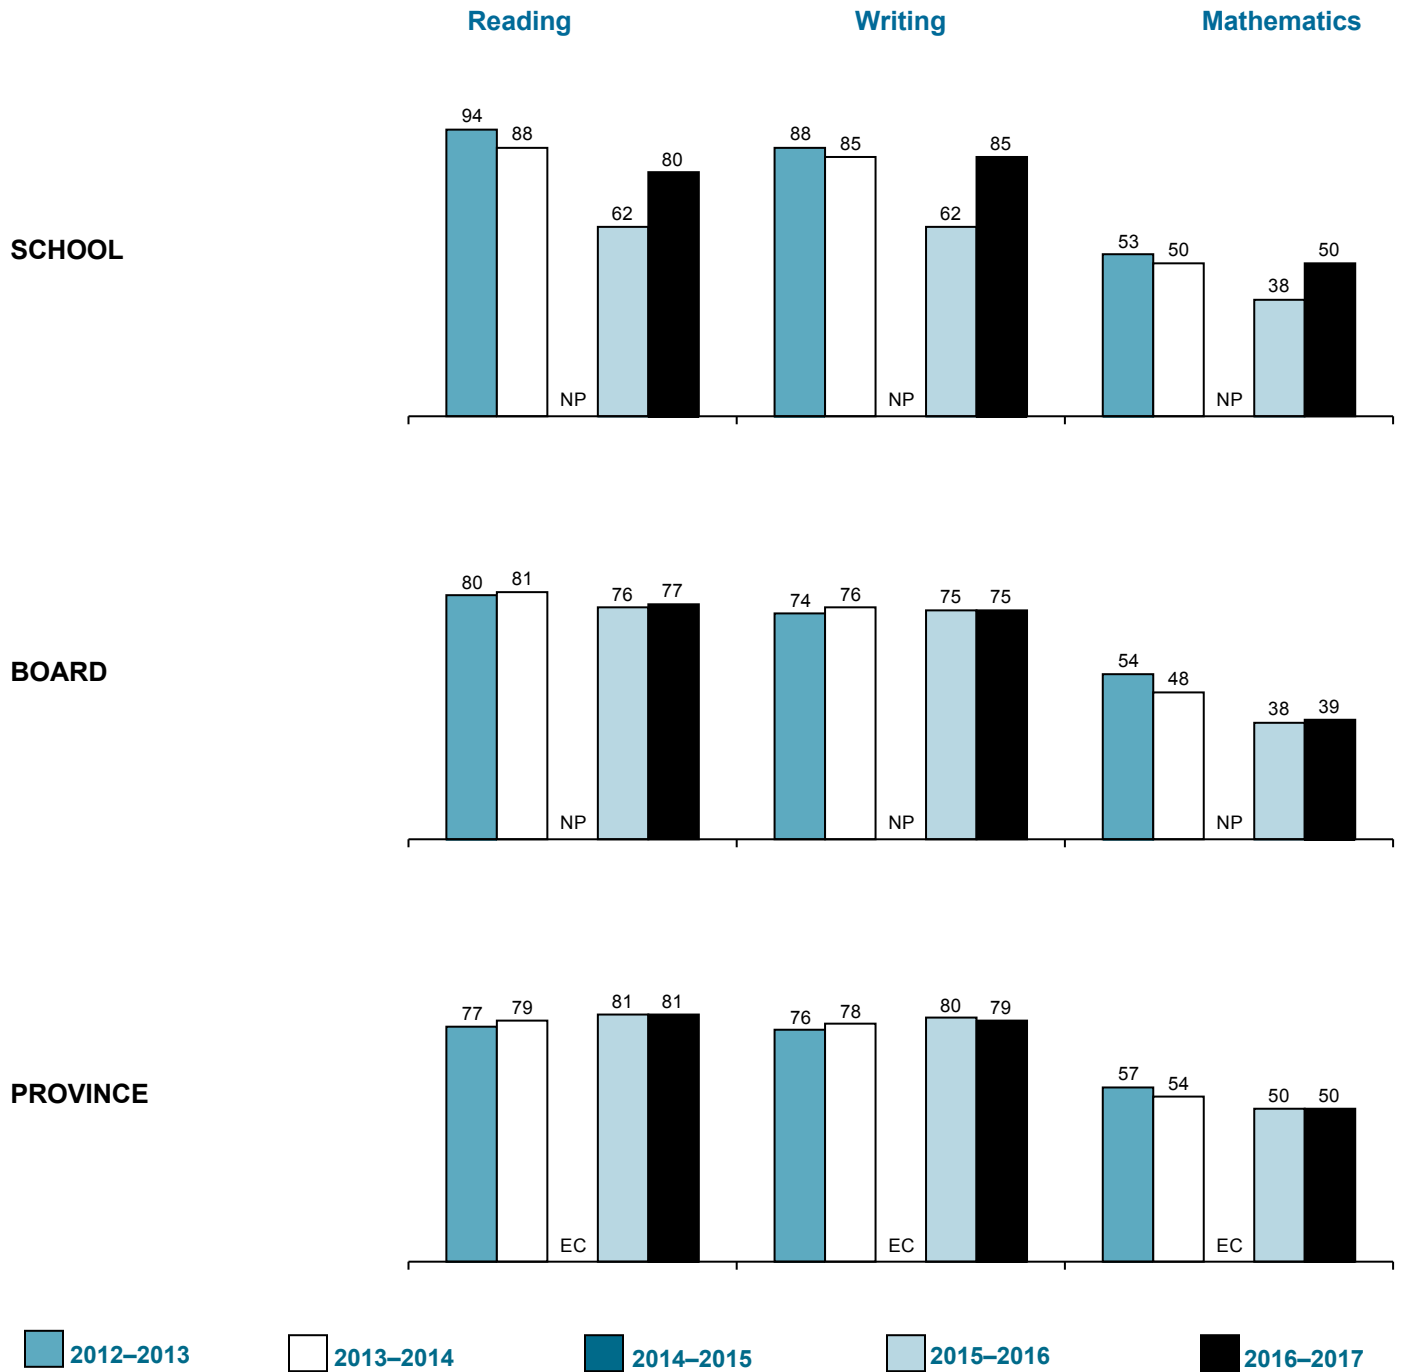 Reading Writing Mathematics
SCHOOL
94 88 NP 62 80 88 85 NP 62 85 53 50 NP 38 50
BOARD
80 81 NP 76 77 74 76 NP 75 75 54 48 NP 38 39
PROVINCE
77 79 EC 81 81 76 78 EC 80 79 57 54 EC 50 50
2012–2013 2013–2014 2014–2015 2015–2016 2016–2017